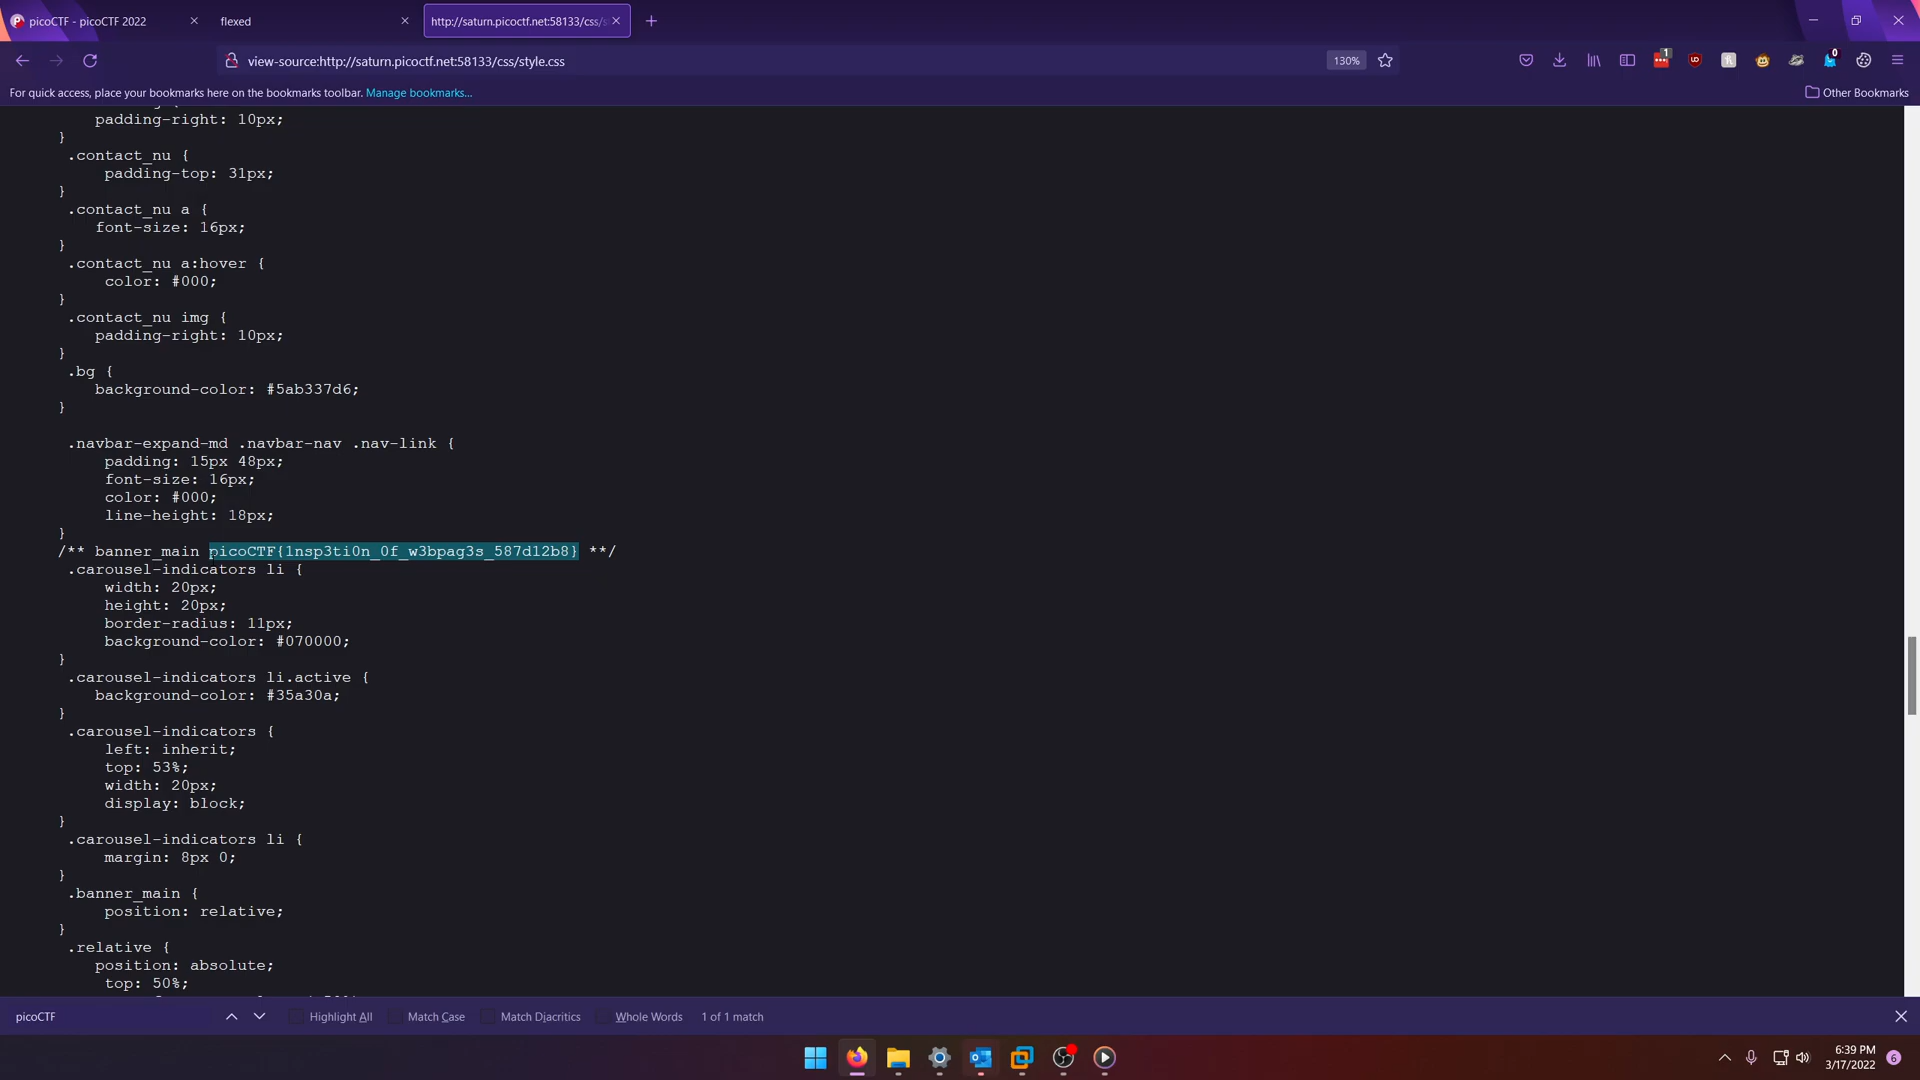 picoCTF - picoCTF 2022
flexed
http://saturn.picoctf.net:58133/css/s
view-source:http://saturn.picoctf.net:58133/css/style.css
130%
1
0
For quick access, place your bookmarks here on the bookmarks toolbar. Manage bookmarks...
Other Bookmarks
padding-right: 10px;
}
.contact_nu {
padding-top: 31px;
}
.contact_nu a {
font-size: 16px;
}
.contact_nu a:hover {
color: #000;
}
.contact_nu img {
padding-right: 10px;
}
.bg {
background-color: #5ab337d6;
}
.navbar-expand-md .navbar-nav .nav-link {
padding: 15px 48px;
font-size: 16px;
color: #000;
line-height: 18px;
}
/** banner_main picoCTF{1nsp3ti0n_0f_w3bpag3s_587d12b8} **/
.carousel-indicators li {
width: 20px;
height: 20px;
border-radius: 11px;
background-color: #070000;
}
.carousel-indicators li.active {
background-color: #35a30a;
}
.carousel-indicators {
left: inherit;
top: 53%;
width: 20px;
display: block;
}
.carousel-indicators li {
margin: 8px 0;
}
.banner_main {
position: relative;
}
.relative {
position: absolute;
top: 50%;
picoCTF
Highlight All
Match Case
Match Diacritics
Whole Words
1 of 1 match
6:39 PM
3/17/2022
6